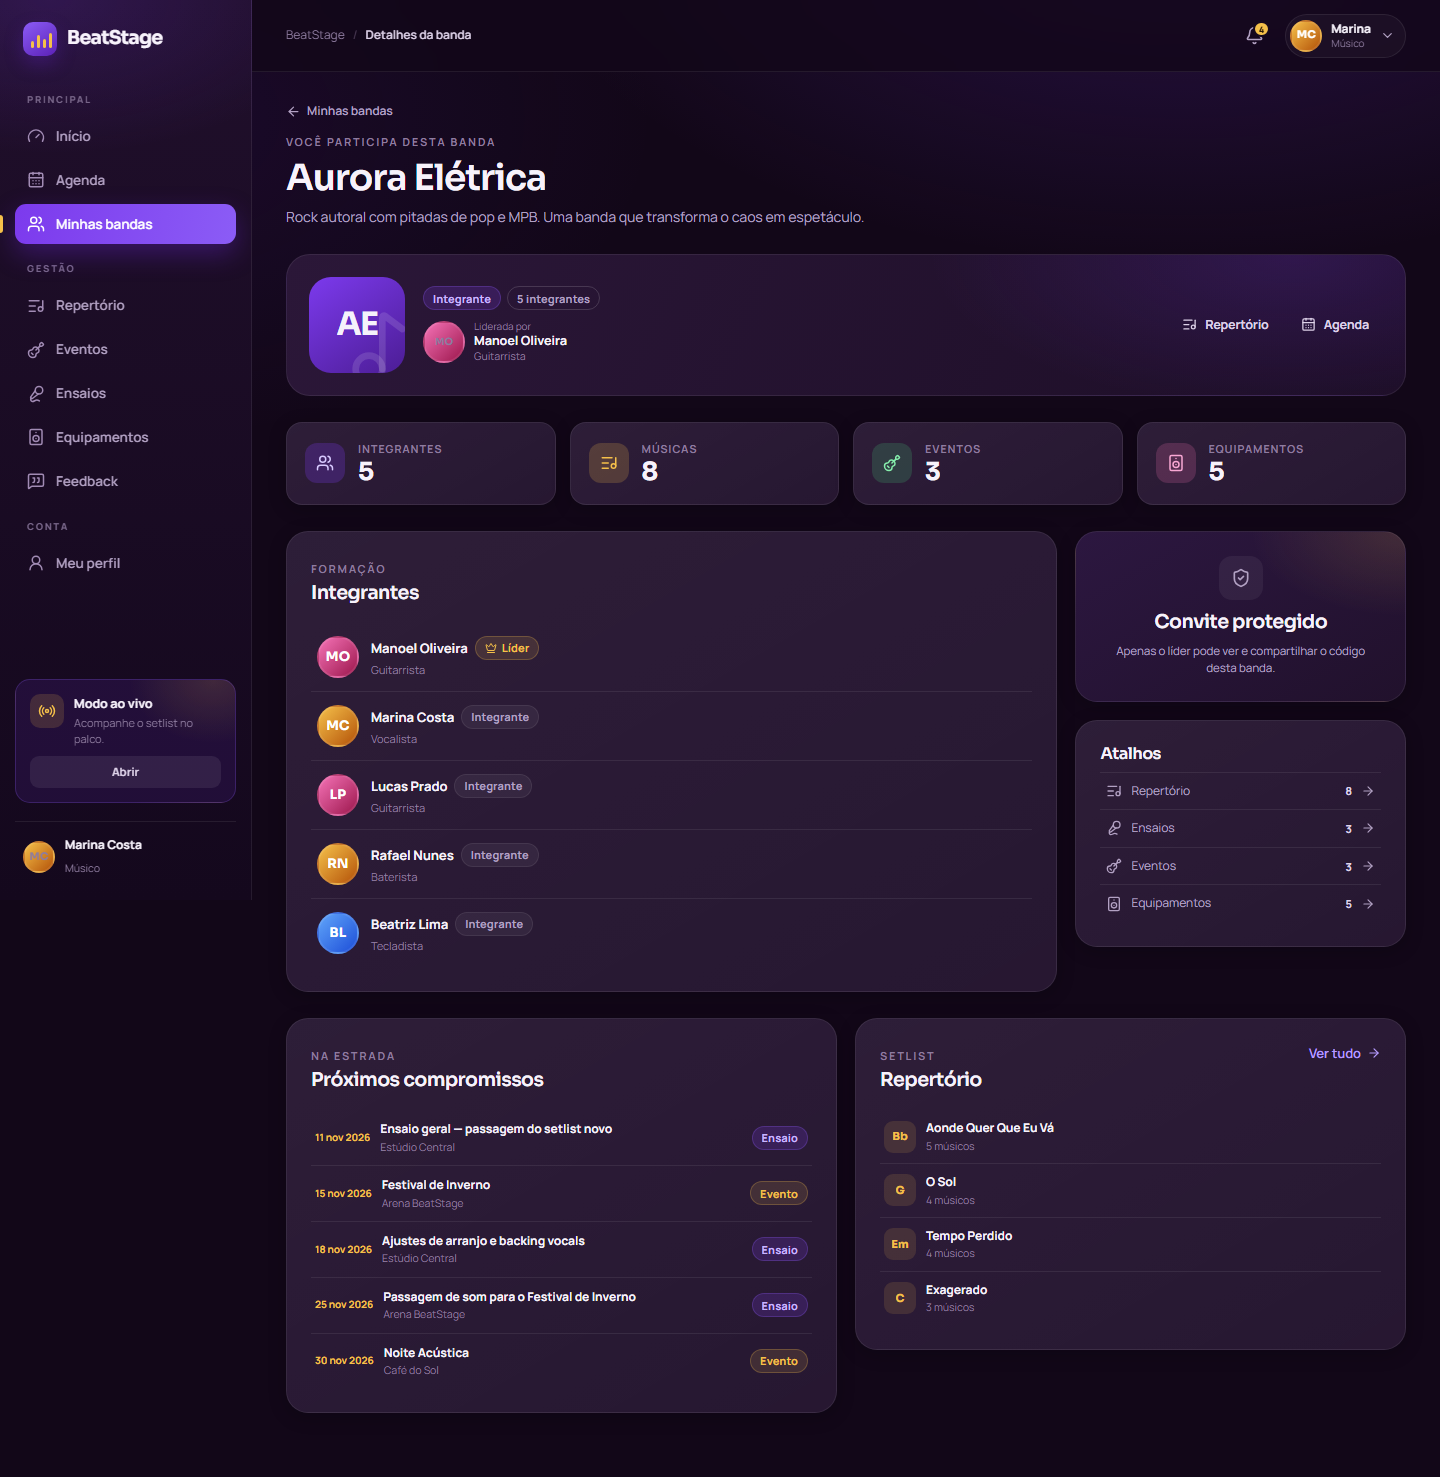 BeatStage
PRINCIPAL
Início
Agenda
Minhas bandas
GESTÃO
Repertório
Eventos
Ensaios
Equipamentos
Feedback
CONTA
Meu perfil
Modo ao vivo
Acompanhe o setlist no
palco.
Abrir
MC
Marina Costa
Músico
BeatStage / Detalhes da banda
4
MC
Marina
Músico
Minhas bandas
VOCÊ PARTICIPA DESTA BANDA
Aurora Elétrica
Rock autoral com pitadas de pop e MPB. Uma banda que transforma o caos em espetáculo.
AE
Integrante
5 integrantes
MO
Liderada por
Manoel Oliveira
Guitarrista
Repertório
Agenda
INTEGRANTES
5
MÚSICAS
8
EVENTOS
3
EQUIPAMENTOS
5
FORMAÇÃO
Integrantes
MO
Manoel Oliveira
Líder
Guitarrista
MC
Marina Costa
Integrante
Vocalista
LP
Lucas Prado
Integrante
Guitarrista
RN
Rafael Nunes
Integrante
Baterista
BL
Beatriz Lima
Integrante
Tecladista
Convite protegido
Apenas o líder pode ver e compartilhar o código
desta banda.
Atalhos
Repertório 8
Ensaios 3
Eventos 3
Equipamentos 5
NA ESTRADA
Próximos compromissos
11 nov 2026
Ensaio geral — passagem do setlist novo
Estúdio Central
Ensaio
15 nov 2026
Festival de Inverno
Arena BeatStage
Evento
18 nov 2026
Ajustes de arranjo e backing vocals
Estúdio Central
Ensaio
25 nov 2026
Passagem de som para o Festival de Inverno
Arena BeatStage
Ensaio
30 nov 2026
Noite Acústica
Café do Sol
Evento
SETLIST
Repertório
Ver tudo
Bb
Aonde Quer Que Eu Vá
5 músicos
G
O Sol
4 músicos
Em
Tempo Perdido
4 músicos
C
Exagerado
3 músicos